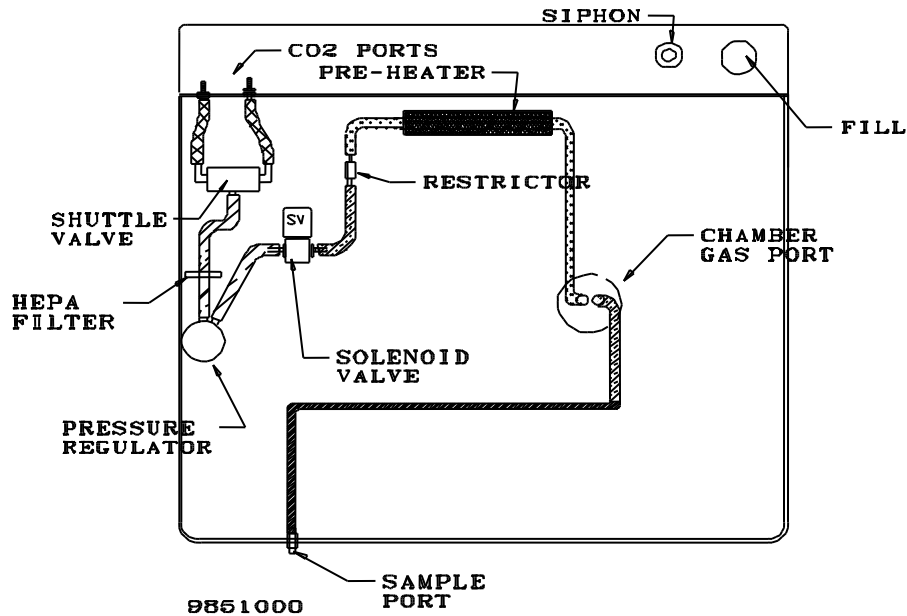 SIPHON
CO2 PORTS
PRE-HEATER
FILL
RESTRICTOR
SV
SHUTTLE
VALVE
CHAMBER
GAS PORT
HEPA
FILTER
SOLENOID
VALVE
PRESSURE
REGULATOR
SAMPLE
PORT
9851000